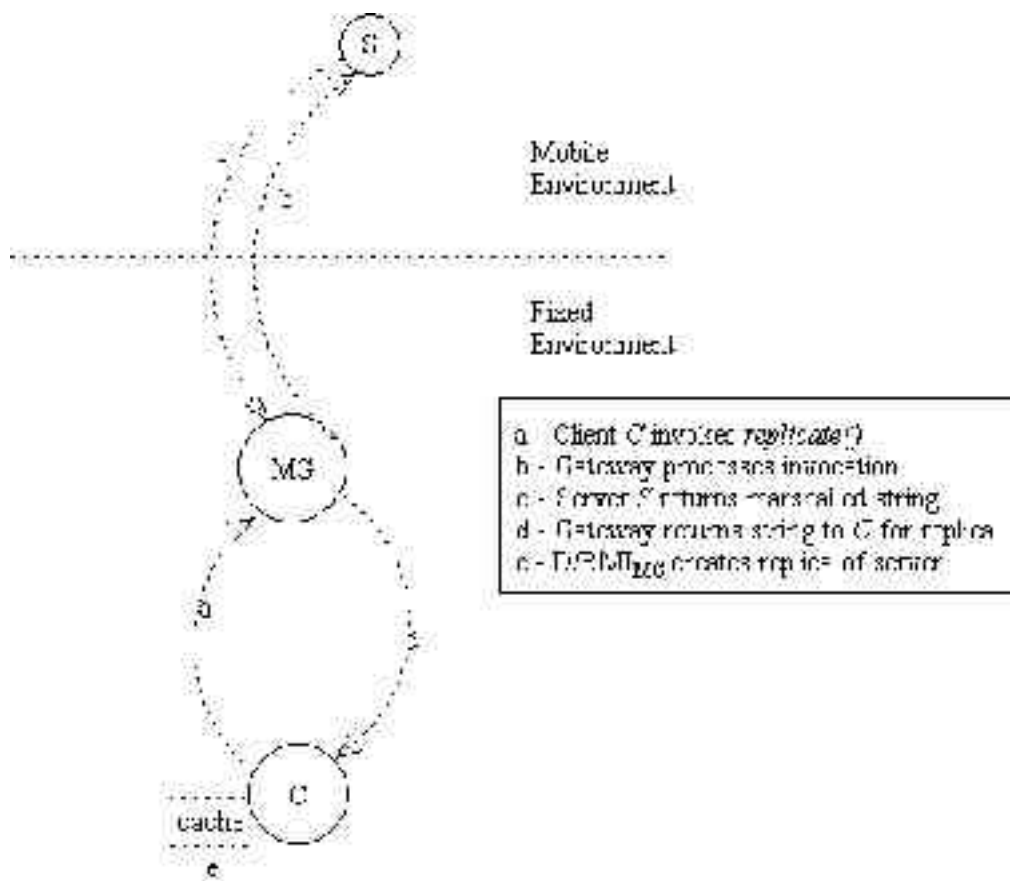 S
Mobile
Environment
Fixed
Environment
MG
a - Client C invokes replicate()
b - Gateway processes invocation
c - Server S returns marshalled string
d - Gateway returns string to C for replica
e - creates replica of server
a
C
cache
e